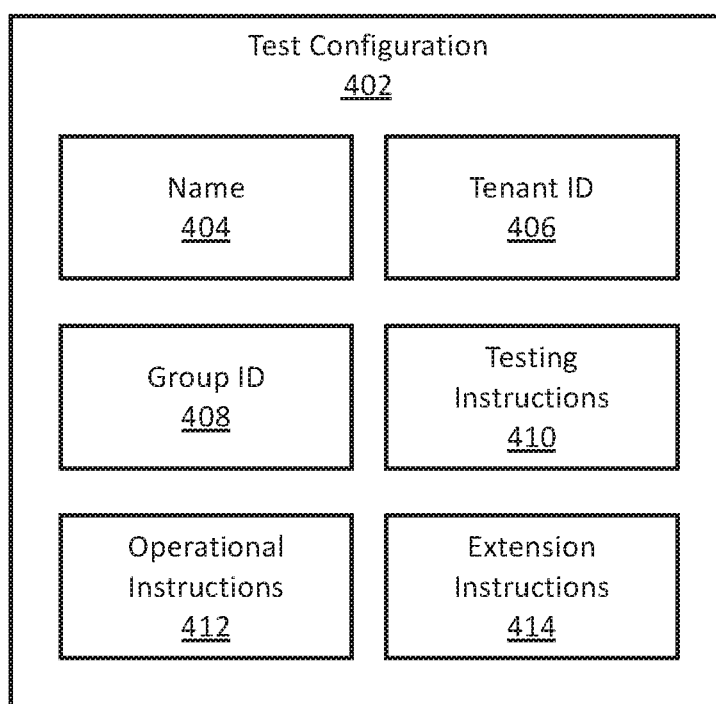 Test Configuration
402
Name
404
Tenant ID
406
Group ID
408
Testing
Instructions
410
Operational
Instructions
412
Extension
Instructions
414